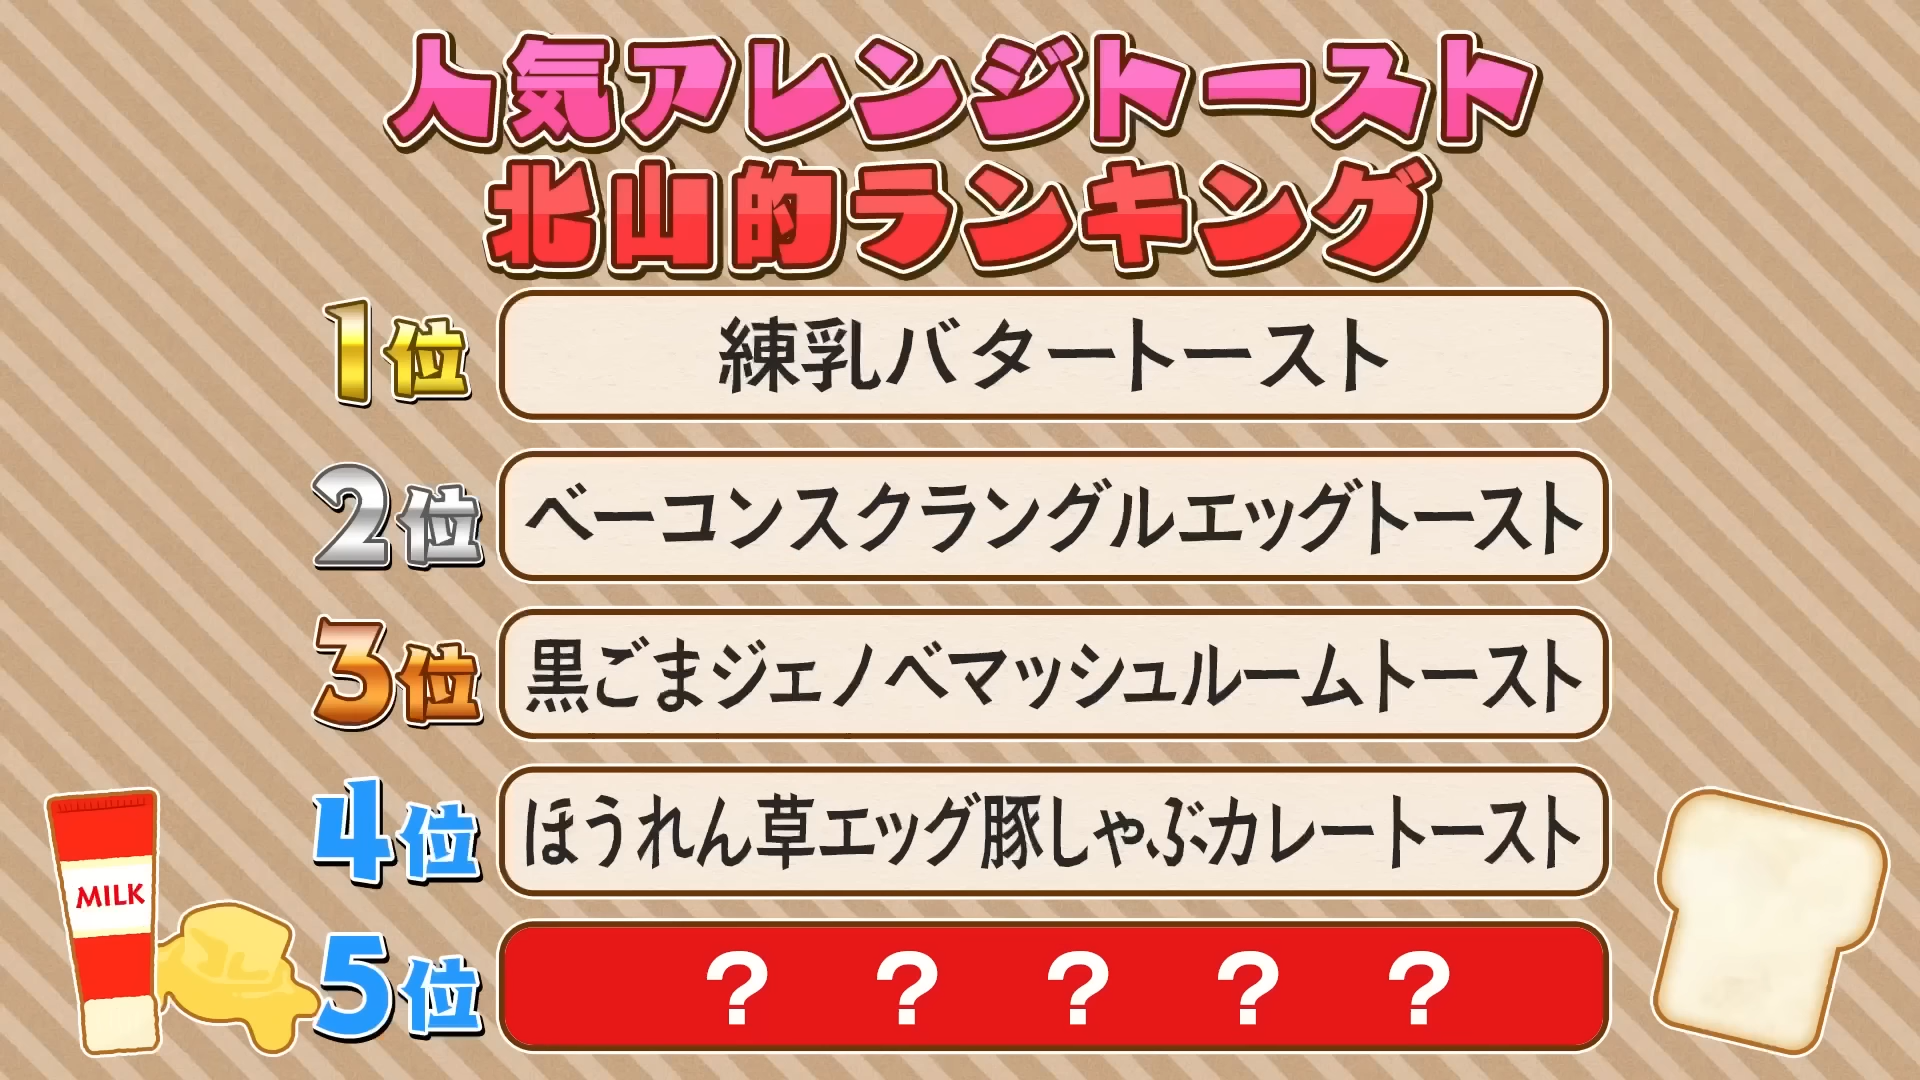 人気アレンジトースト
北山的ランキング
1位 練乳バタートースト
2位 ベーコンスクランブルエッグトースト
3位 黒ごまジェノベマッシュルームトースト
4位 ほうれん草エッグ豚しゃぶカレートースト
5位 ？？？？？
MILK